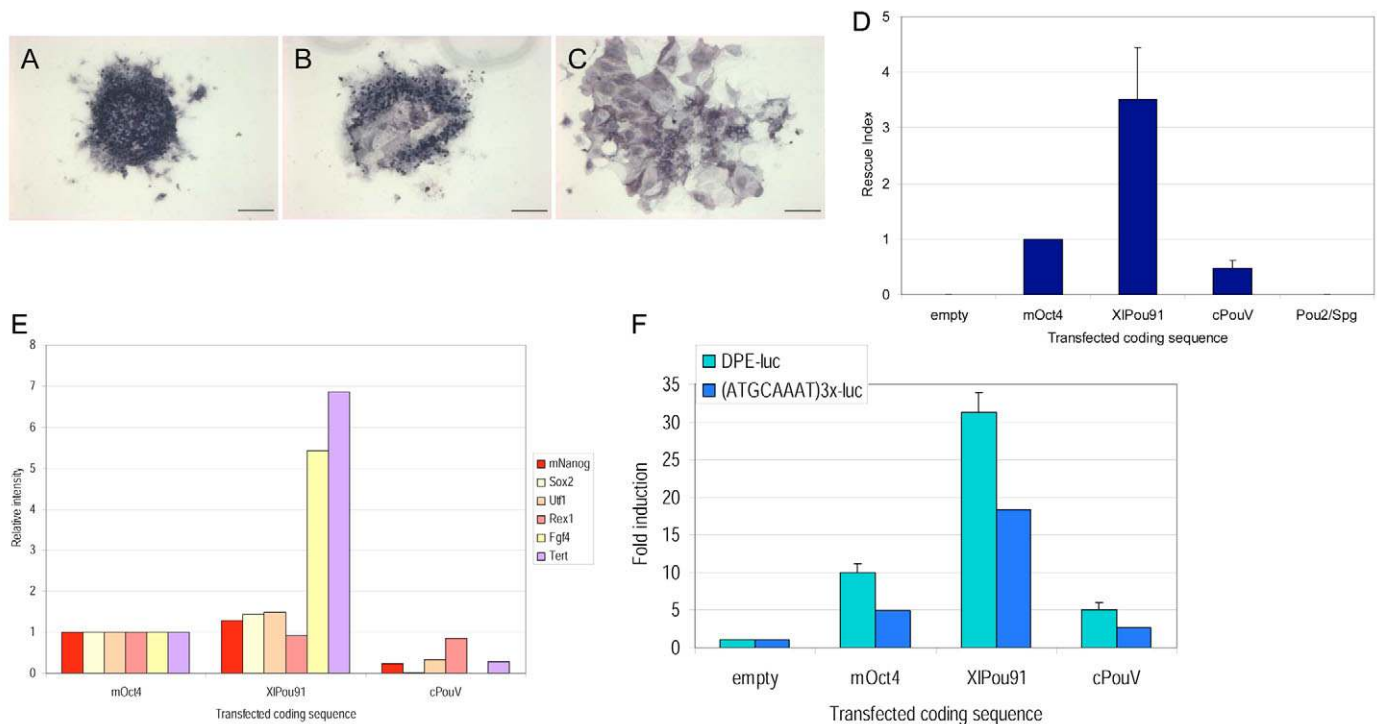 A
B
C
D
Rescue Index
5
4
3
2
1
0
empty mOct4 XlPou91 cPouV Pou2/Spg
Transfected coding sequence
E
Relative intensity
8
7
6
5
4
3
2
1
0
mOct4 XlPou91 cPouV
Transfected coding sequence
mNanog
Sox2
Utf1
Rex1
Fgf4
Tert
F
DPE-luc
(ATGCAAAT)3x-luc
Fold induction
35
30
25
20
15
10
5
0
empty mOct4 XlPou91 cPouV
Transfected coding sequence